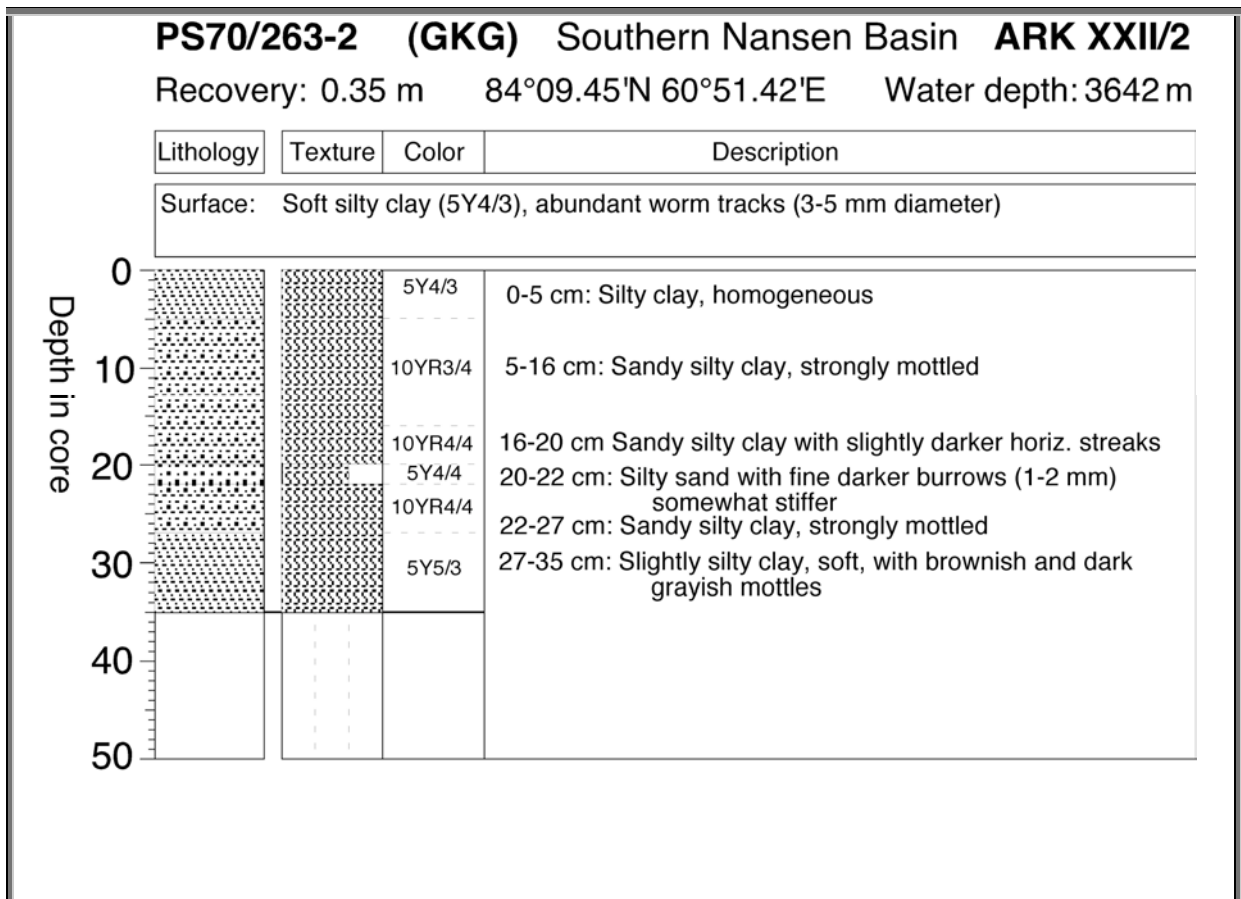 PS70/263-2 (GKG) Southern Nansen Basin ARK XXII/2
Recovery: 0.35 m 84°09.45'N 60°51.42'E Water depth: 3642 m
Lithology Texture Color Description
Surface: Soft silty clay (5Y4/3), abundant worm tracks (3-5 mm diameter)
Depth in core
0
5Y4/3 0-5 cm: Silty clay, homogeneous
10 10YR3/4 5-16 cm: Sandy silty clay, strongly mottled
10YR4/4 16-20 cm Sandy silty clay with slightly darker horiz. streaks
20 5Y4/4 20-22 cm: Silty sand with fine darker burrows (1-2 mm)
somewhat stiffer
10YR4/4 22-27 cm: Sandy silty clay, strongly mottled
30 5Y5/3 27-35 cm: Slightly silty clay, soft, with brownish and dark
grayish mottles
40
50